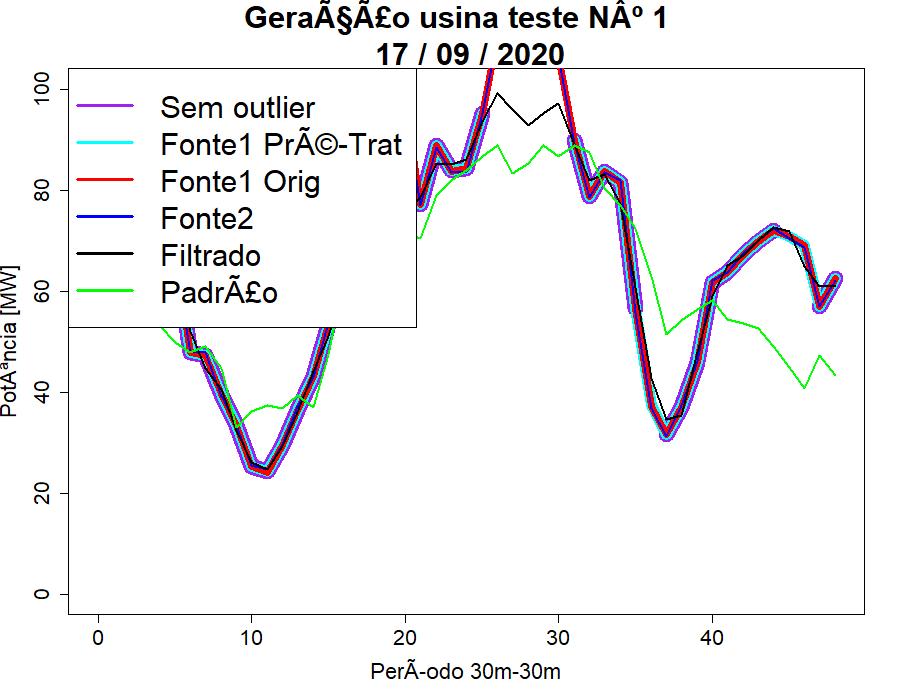 GeraÃ§Ã£o usina teste NÂº 1
17 / 09 / 2020
PotÃªncia [MW]
100
80
60
40
20
0
Sem outlier
Fonte1 PrÃ©-Trat
Fonte1 Orig
Fonte2
Filtrado
PadrÃ£o
0 10 20 30 40
PerÃ-odo 30m-30m